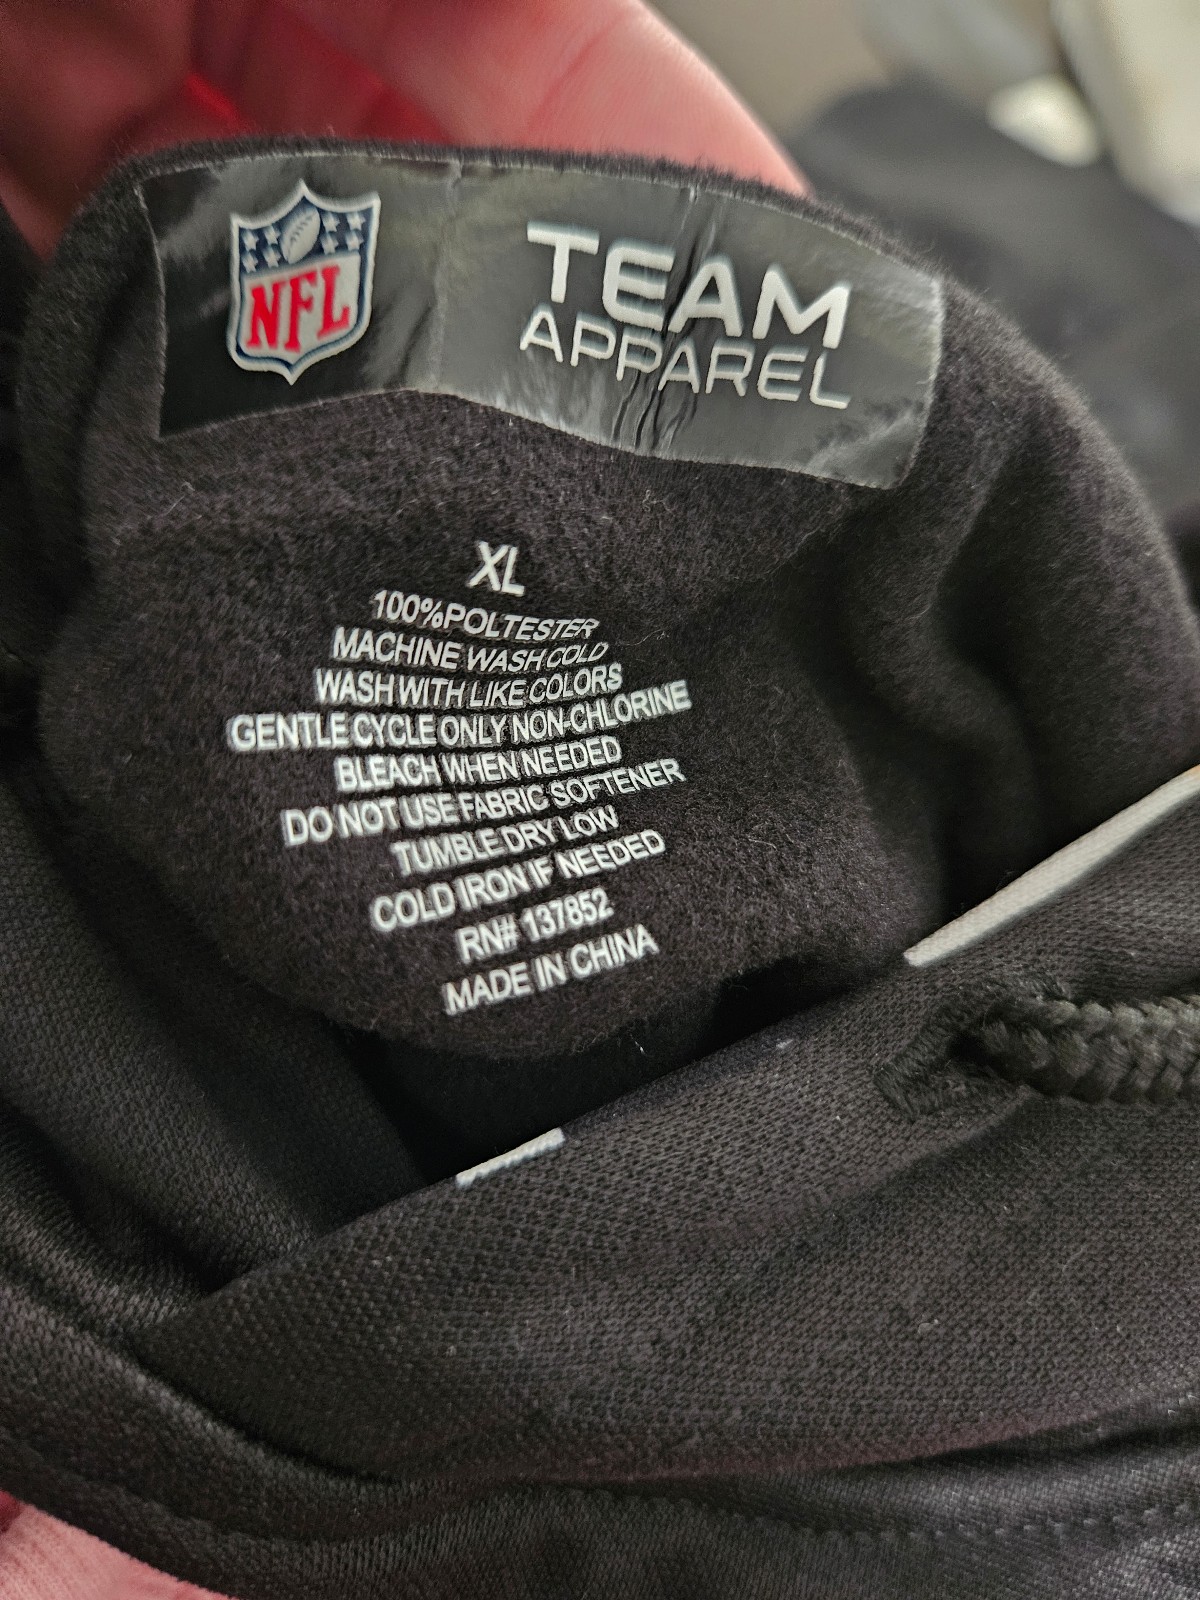 NFL
TEAM
APPAREL
XL
100%POLTESTER
MACHINE WASH COLD
WASH WITH LIKE COLORS
GENTLE CYCLE ONLY NON-CHLORINE
BLEACH WHEN NEEDED
DO NOT USE FABRIC SOFTENER
TUMBLE DRY LOW
COLD IRON IF NEEDED
RN# 137852
MADE IN CHINA